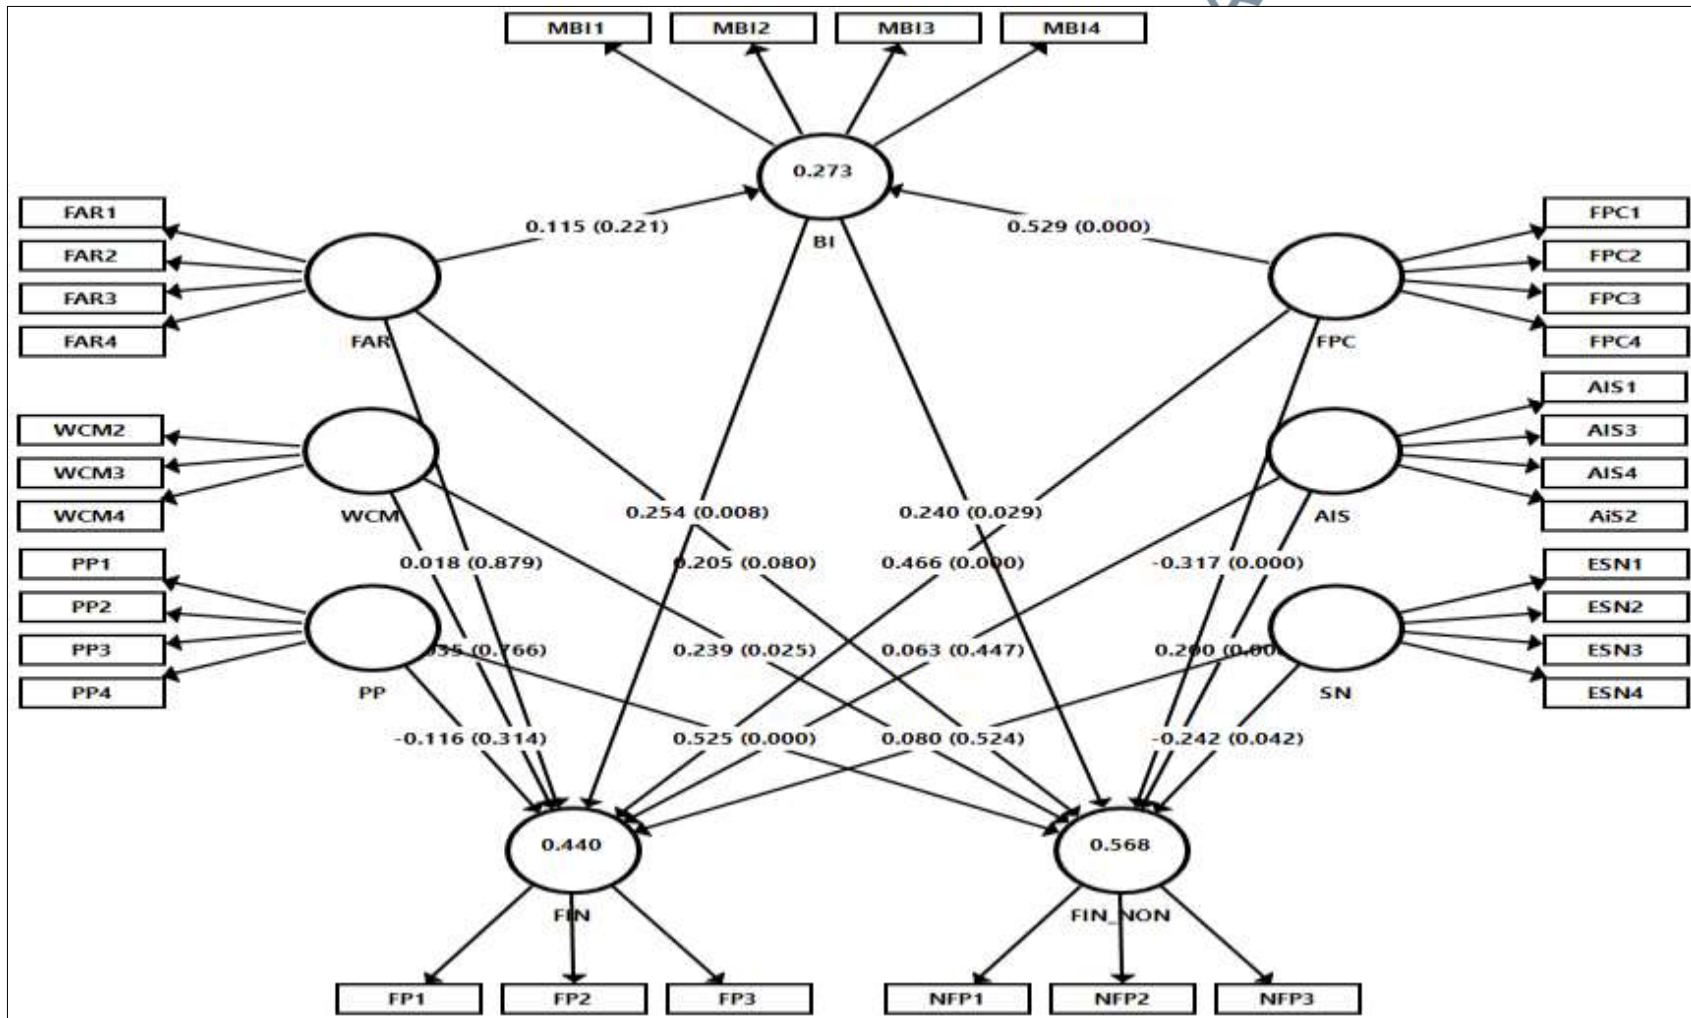 MBI1 MBI2 MBI3 MBI4
0.273
BI
FAR1
FAR2
FAR3
FAR4
FAR
0.115 (0.221)
0.529 (0.000)
FPC1
FPC2
FPC3
FPC4
FPC
WCM2
WCM3
WCM4
WCM
AIS1
AIS3
AIS4
AiS2
AIS
0.254 (0.008)
0.240 (0.029)
0.018 (0.879)
0.205 (0.080)
0.466 (0.000)
-0.317 (0.000)
PP1
PP2
PP3
PP4
PP
ESN1
ESN2
ESN3
ESN4
SN
(0.766)
0.239 (0.025)
0.063 (0.447)
0.200
-0.116 (0.314)
0.525 (0.000)
0.080 (0.524)
-0.242 (0.042)
0.440
FIN
0.568
FIN_NON
FP1 FP2 FP3
NFP1 NFP2 NFP3